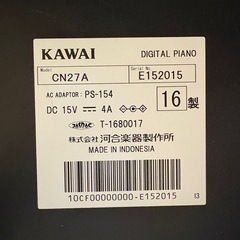 KAWAI DIGITAL PIANO
Model Serial No
CN27A E152015
AC ADAPTOR: PS-154
DC 15V ⎓ 4A
16 製
T-1680017
株式会社 河合楽器製作所
MADE IN INDONESIA
10CF00000000-E152015 I3